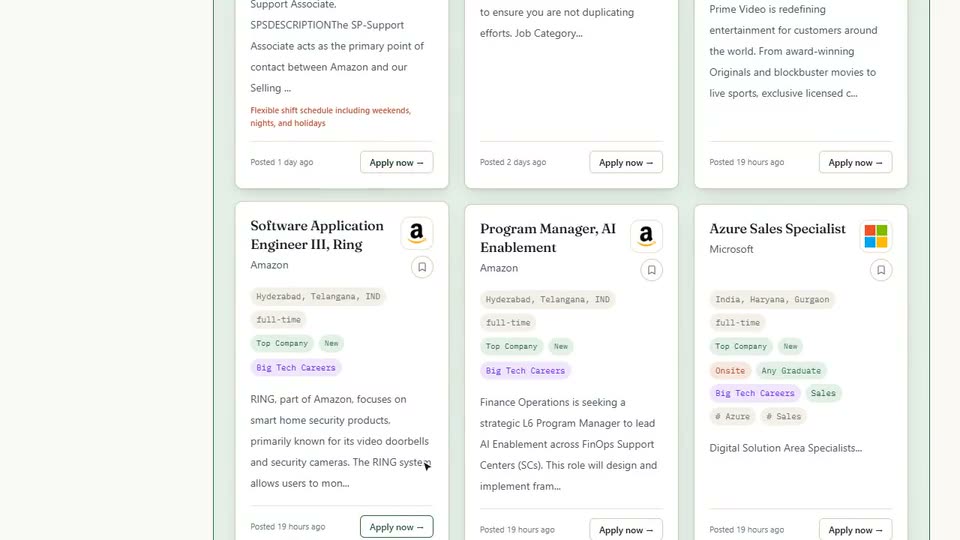 Support Associate,
SPSDESCRIPTIONThe SP-Support
Associate acts as the primary point of
contact between Amazon and our
Selling ...
Flexible shift schedule including weekends,
nights, and holidays
Posted 1 day ago
Apply now →
to ensure you are not duplicating
efforts. Job Category...
Posted 2 days ago
Apply now →
Prime Video is redefining
entertainment for customers around
the world. From award-winning
Originals and blockbuster movies to
live sports, exclusive licensed c...
Posted 19 hours ago
Apply now →
Software Application
Engineer III, Ring
Amazon
Hyderabad, Telangana, IND
full-time
Top Company
New
Big Tech Careers
RING, part of Amazon, focuses on
smart home security products,
primarily known for its video doorbells
and security cameras. The RING system
allows users to mon...
Posted 19 hours ago
Apply now →
Program Manager, AI
Enablement
Amazon
Hyderabad, Telangana, IND
full-time
Top Company
New
Big Tech Careers
Finance Operations is seeking a
strategic L6 Program Manager to lead
AI Enablement across FinOps Support
Centers (SCs). This role will design and
implement fram...
Posted 19 hours ago
Apply now →
Azure Sales Specialist
Microsoft
India, Haryana, Gurgaon
full-time
Top Company
New
Onsite
Any Graduate
Big Tech Careers
Sales
# Azure
# Sales
Digital Solution Area Specialists...
Posted 19 hours ago
Apply now →